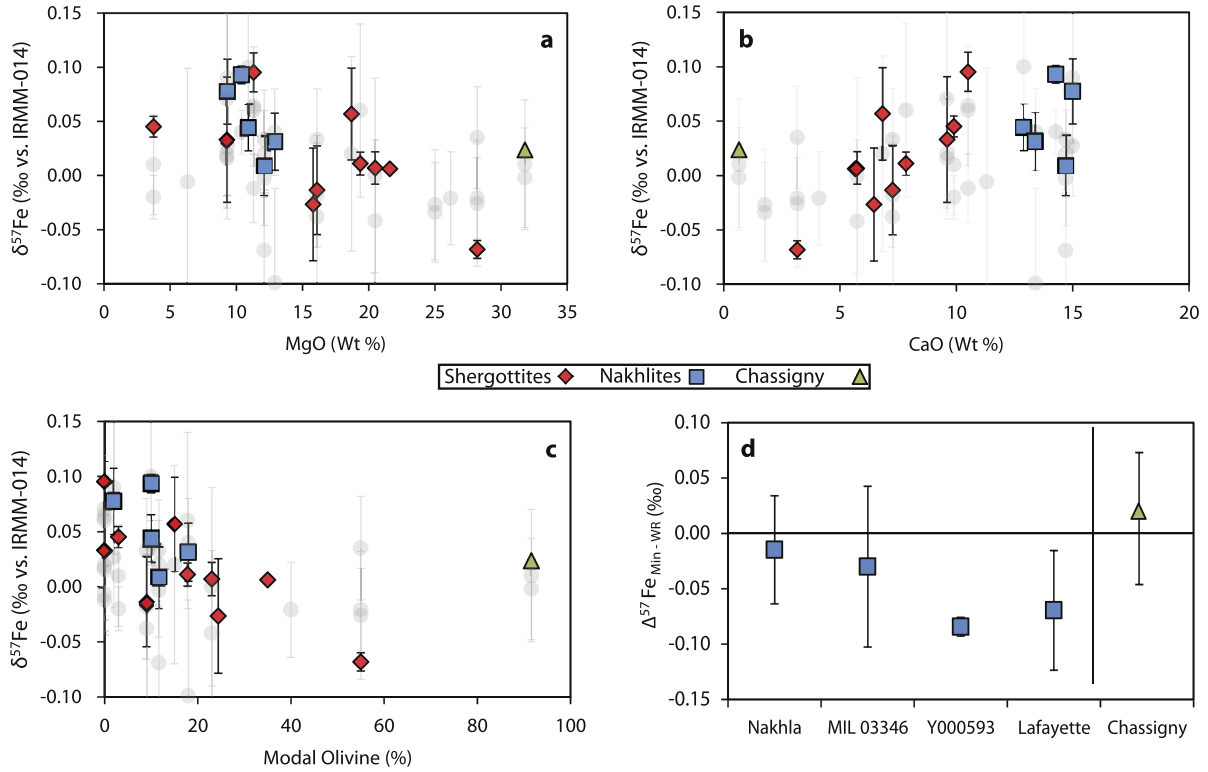 a
0.15
0.10
0.05
0.00
-0.05
-0.10
δ⁵⁷Fe (‰ vs. IRMM-014)
0 5 10 15 20 25 30 35
MgO (Wt %)
b
0.15
0.10
0.05
0.00
-0.05
-0.10
δ⁵⁷Fe (‰ vs. IRMM-014)
0 5 10 15 20
CaO (Wt %)
Shergottites Nakhlites Chassigny
c
0.15
0.10
0.05
0.00
-0.05
-0.10
δ⁵⁷Fe (‰ vs. IRMM-014)
0 20 40 60 80 100
Modal Olivine (%)
d
0.10
0.05
0.00
-0.05
-0.10
-0.15
Δ⁵⁷Fe Min - WR (‰)
Nakhla MIL 03346 Y000593 Lafayette Chassigny